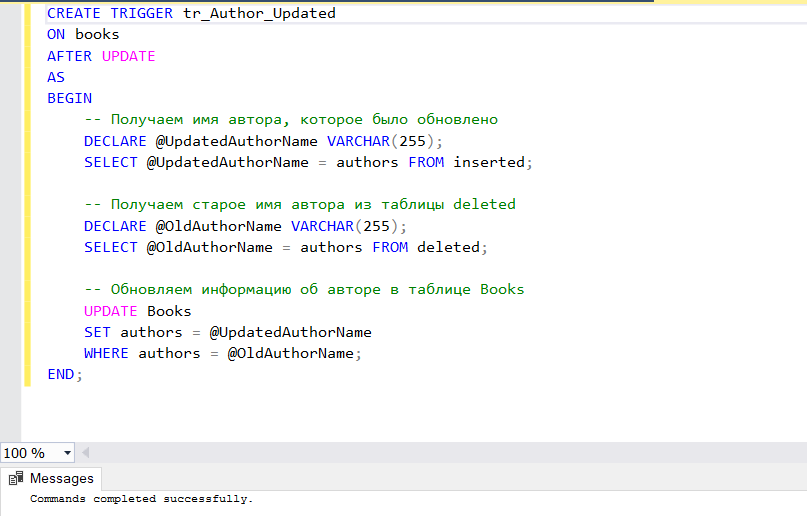 CREATE TRIGGER tr_Author_Updated
ON books
AFTER UPDATE
AS
BEGIN
    -- Получаем имя автора, которое было обновлено
    DECLARE @UpdatedAuthorName VARCHAR(255);
    SELECT @UpdatedAuthorName = authors FROM inserted;

    -- Получаем старое имя автора из таблицы deleted
    DECLARE @OldAuthorName VARCHAR(255);
    SELECT @OldAuthorName = authors FROM deleted;

    -- Обновляем информацию об авторе в таблице Books
    UPDATE Books
    SET authors = @UpdatedAuthorName
    WHERE authors = @OldAuthorName;
END;
100 %
Messages
Commands completed successfully.